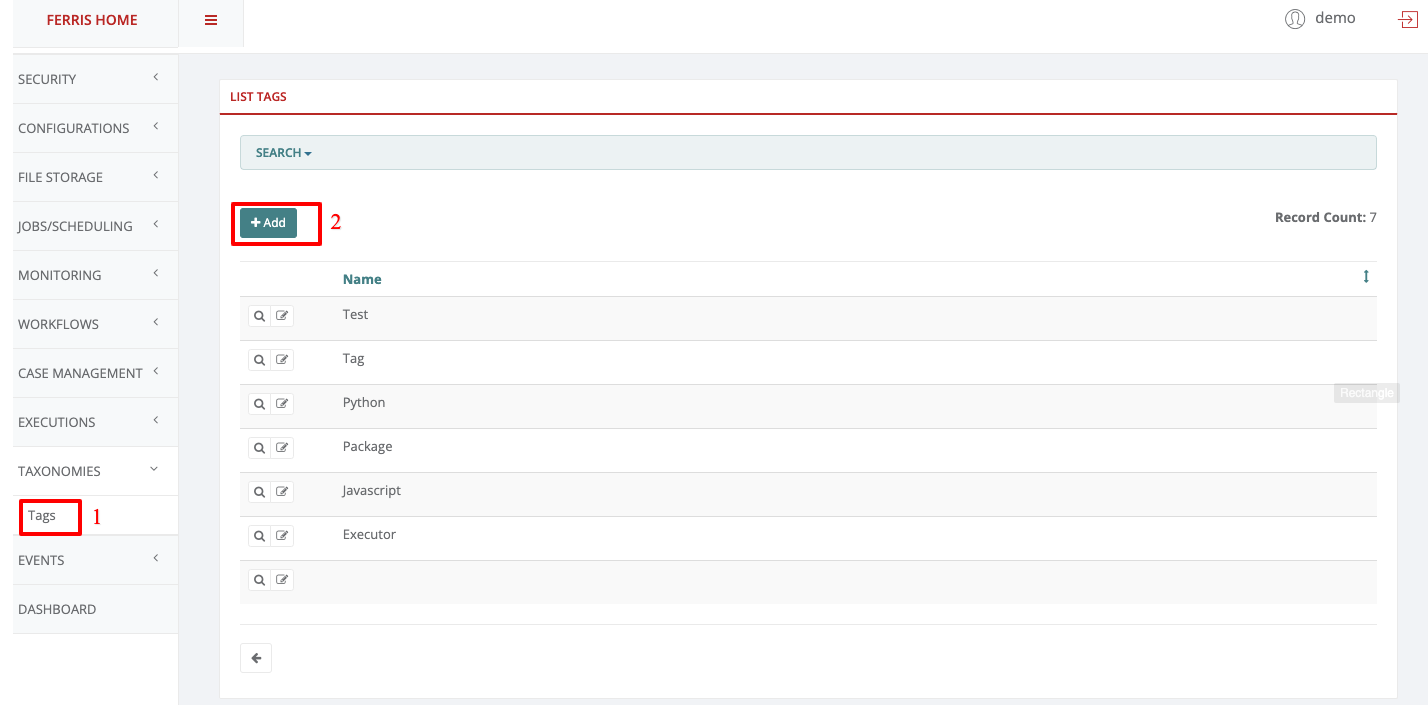 FERRIS HOME
demo
SECURITY
CONFIGURATIONS
FILE STORAGE
JOBS/SCHEDULING
MONITORING
WORKFLOWS
CASE MANAGEMENT
EXECUTIONS
TAXONOMIES
Tags 1
EVENTS
DASHBOARD
LIST TAGS
SEARCH
+ Add 2
Record Count: 7
Name
Test
Tag
Python
Rectangle
Package
Javascript
Executor